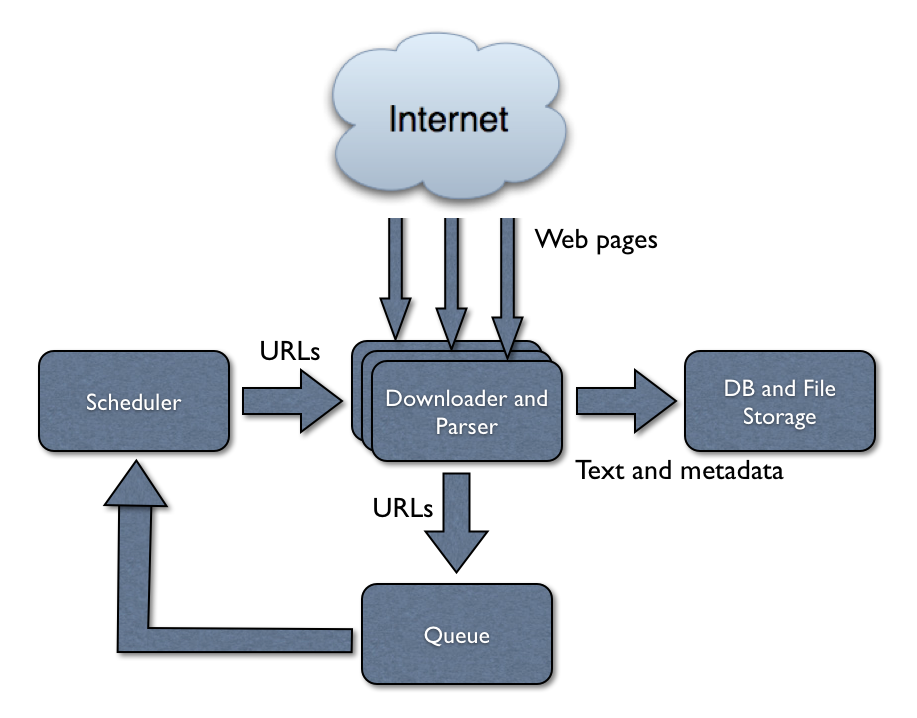 Internet
Web pages
URLs
Scheduler
Downloader and
Parser
DB and File
Storage
Text and metadata
URLs
Queue